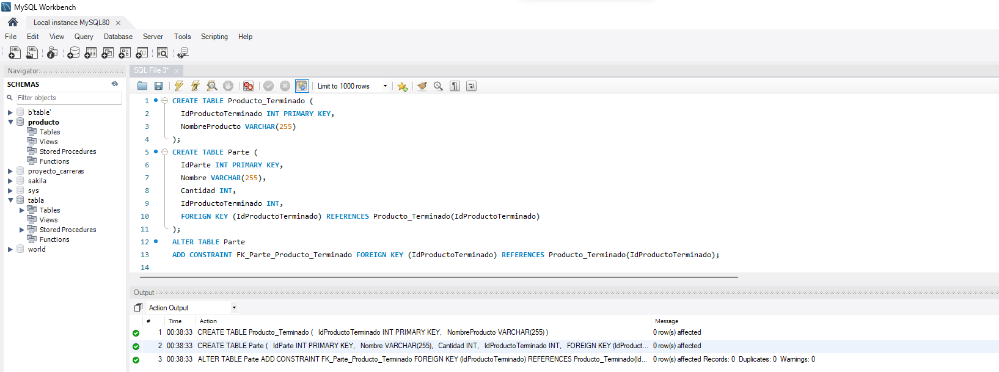 MySQL Workbench
Local instance MySQL80
File Edit View Query Database Server Tools Scripting Help
Navigator
SQL File 3*
SCHEMAS
Filter objects
b'table'
producto
Tables
Views
Stored Procedures
Functions
proyecto_carreras
sakila
sys
tabla
Tables
Views
Stored Procedures
Functions
world
Limit to 1000 rows
1 CREATE TABLE Producto_Terminado (
2 IdProductoTerminado INT PRIMARY KEY,
3 NombreProducto VARCHAR(255)
4 );
5 CREATE TABLE Parte (
6 IdParte INT PRIMARY KEY,
7 Nombre VARCHAR(255),
8 Cantidad INT,
9 IdProductoTerminado INT,
10 FOREIGN KEY (IdProductoTerminado) REFERENCES Producto_Terminado(IdProductoTerminado)
11 );
12 ALTER TABLE Parte
13 ADD CONSTRAINT FK_Parte_Producto_Terminado FOREIGN KEY (IdProductoTerminado) REFERENCES Producto_Terminado(IdProductoTerminado);
14
Output
Action Output
# Time Action Message
1 00:38:33 CREATE TABLE Producto_Terminado ( IdProductoTerminado INT PRIMARY KEY, NombreProducto VARCHAR(255) ) 0 row(s) affected
2 00:38:33 CREATE TABLE Parte ( IdParte INT PRIMARY KEY, Nombre VARCHAR(255), Cantidad INT, IdProductoTerminado INT, FOREIGN KEY (IdProduct... 0 row(s) affected
3 00:38:33 ALTER TABLE Parte ADD CONSTRAINT FK_Parte_Producto_Terminado FOREIGN KEY (IdProductoTerminado) REFERENCES Producto_Terminado(Id... 0 row(s) affected Records: 0 Duplicates: 0 Warnings: 0